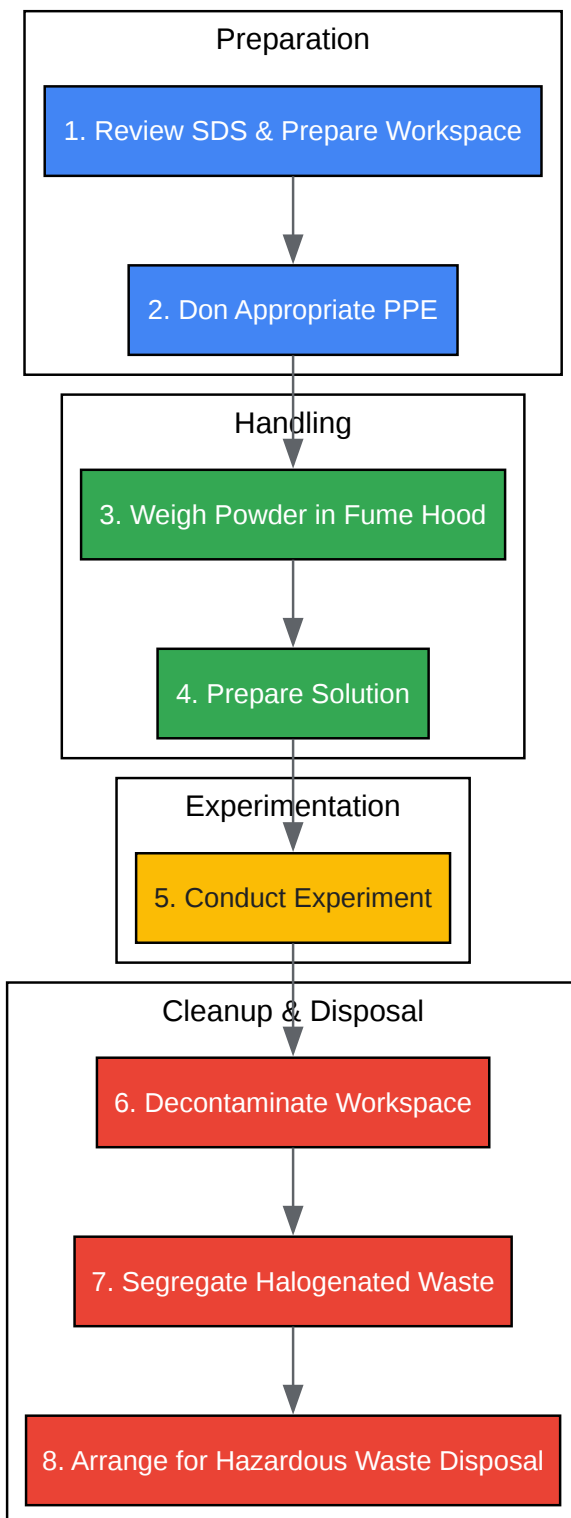 Preparation
1. Review SDS & Prepare Workspace
2. Don Appropriate PPE
Handling
3. Weigh Powder in Fume Hood
4. Prepare Solution
Experimentation
5. Conduct Experiment
Cleanup & Disposal
6. Decontaminate Workspace
7. Segregate Halogenated Waste
8. Arrange for Hazardous Waste Disposal